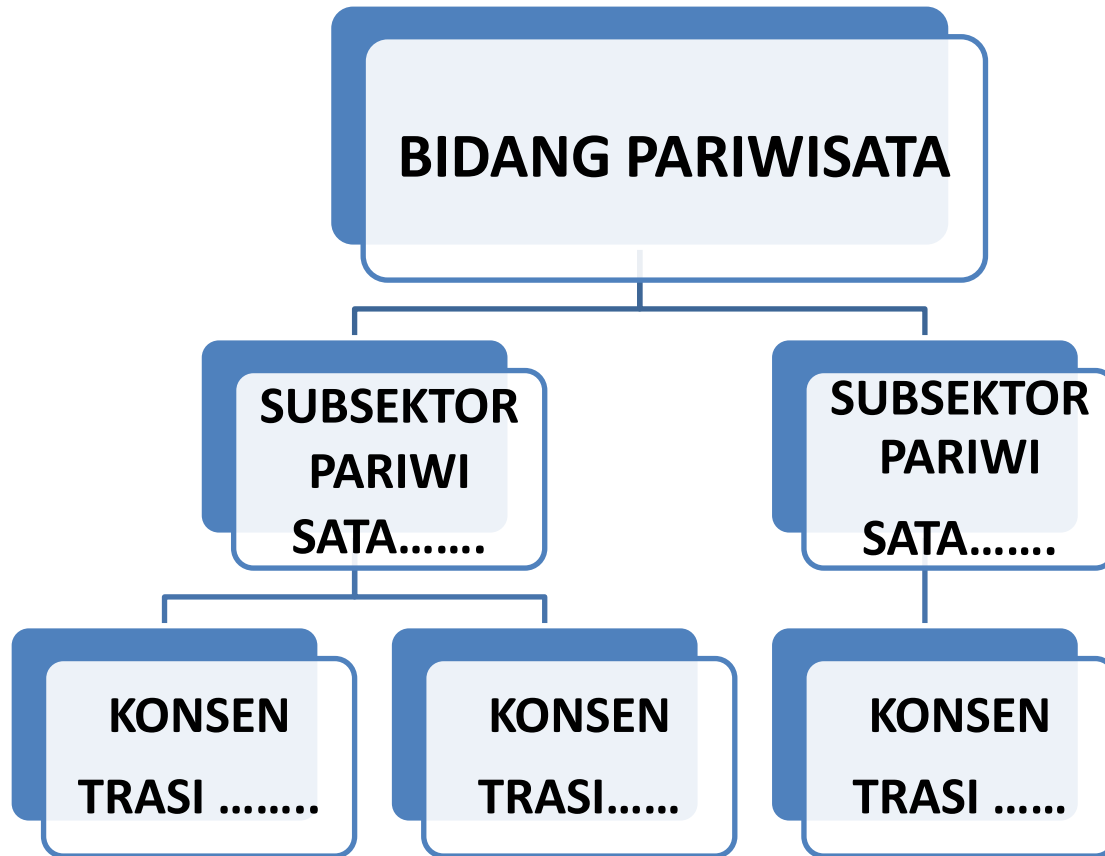 BIDANG PARIWISATA
SUBSEKTOR
PARIWI
SATA…….
SUBSEKTOR
PARIWI
SATA…….
KONSEN
TRASI ……..
KONSEN
TRASI……
KONSEN
TRASI ……